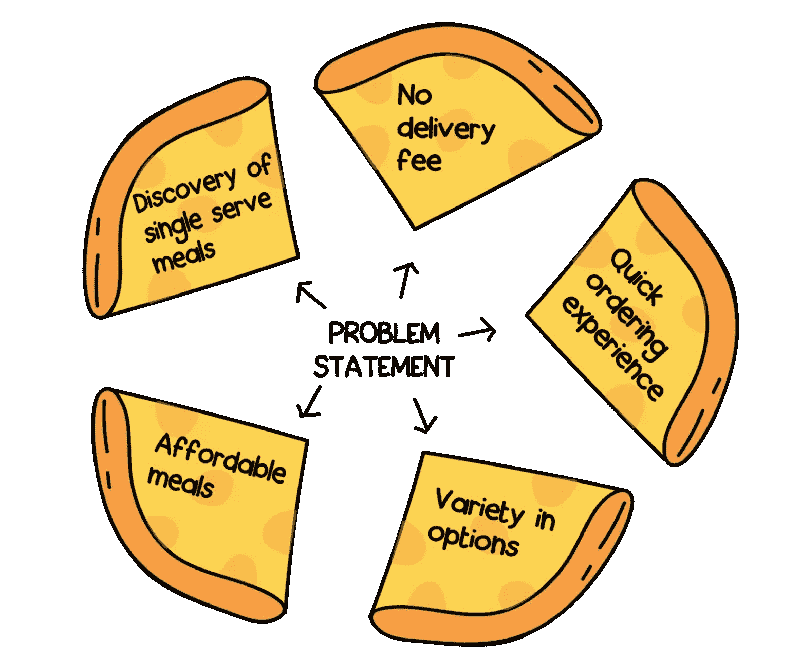 No
delivery
fee
Discovery of
single serve
meals
Quick
ordering
experience
PROBLEM
STATEMENT
Affordable
meals
Variety in
options